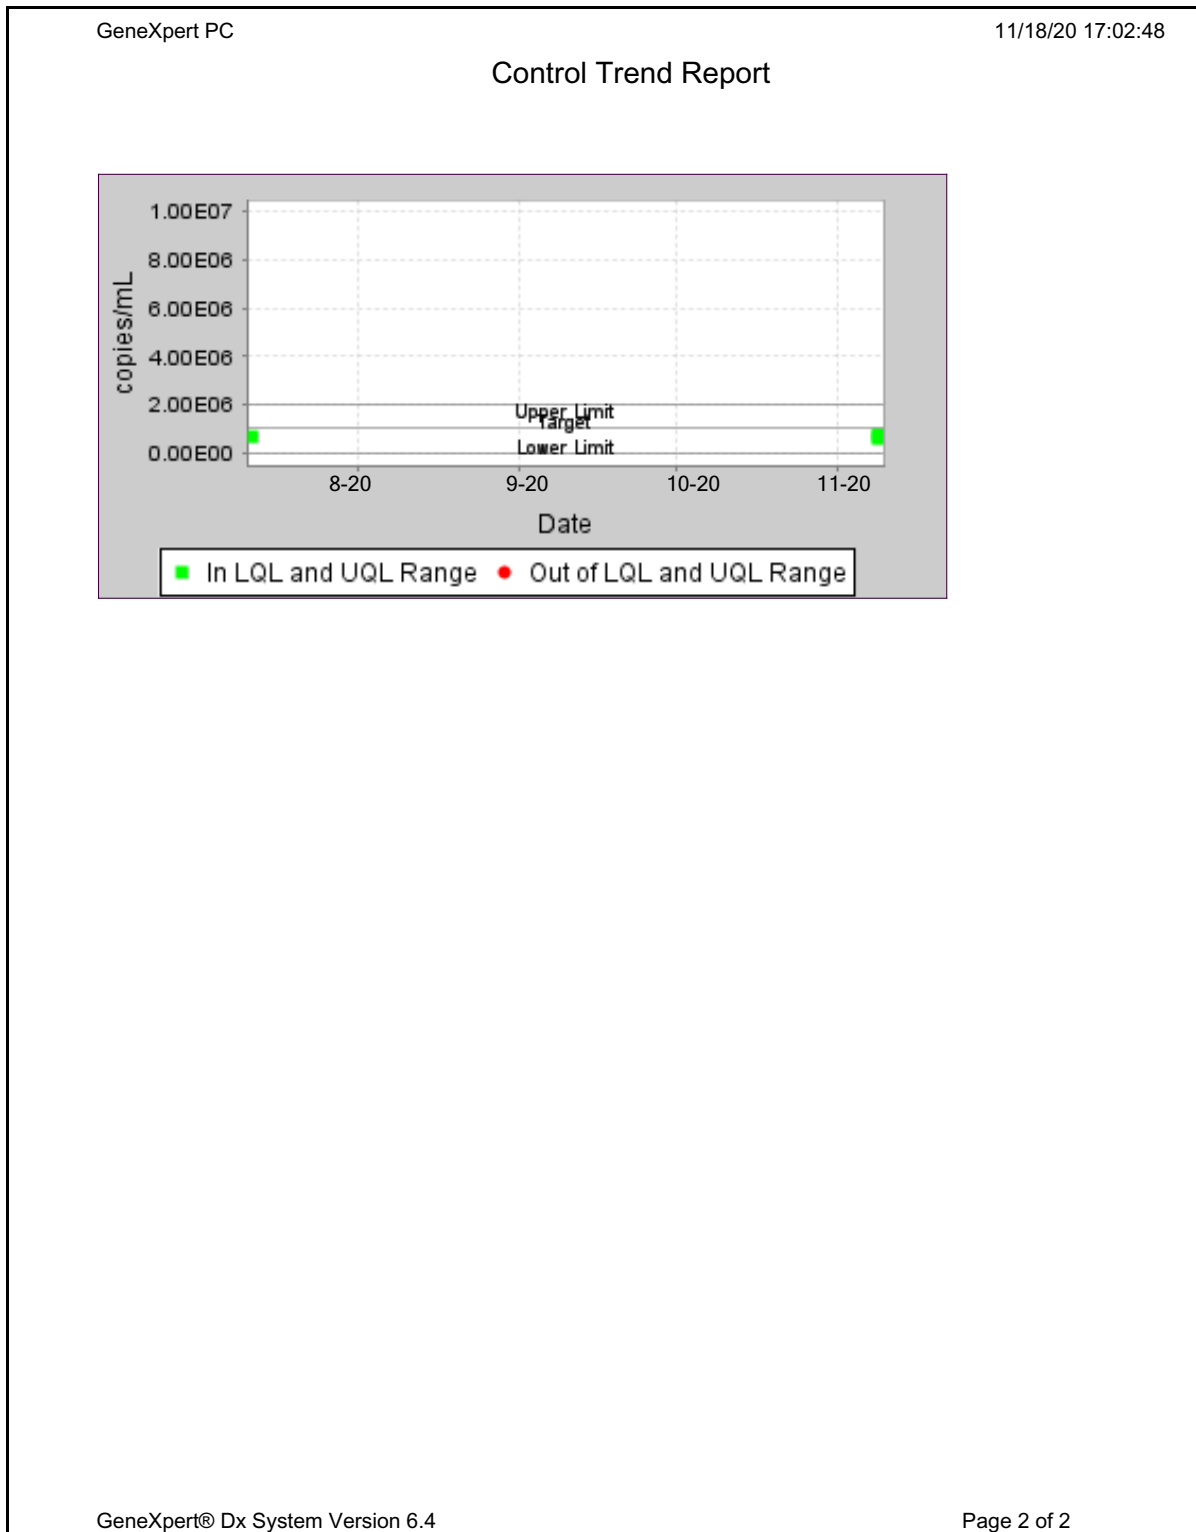 GeneXpert PC 11/18/20 17:02:48
Control Trend Report
1.00E07
8.00E06
6.00E06
4.00E06
2.00E06
0.00E00
copies/mL
Upper Limit
Target
Lower Limit
8-20 9-20 10-20 11-20
Date
In LQL and UQL Range Out of LQL and UQL Range
GeneXpert® Dx System Version 6.4 Page 2 of 2